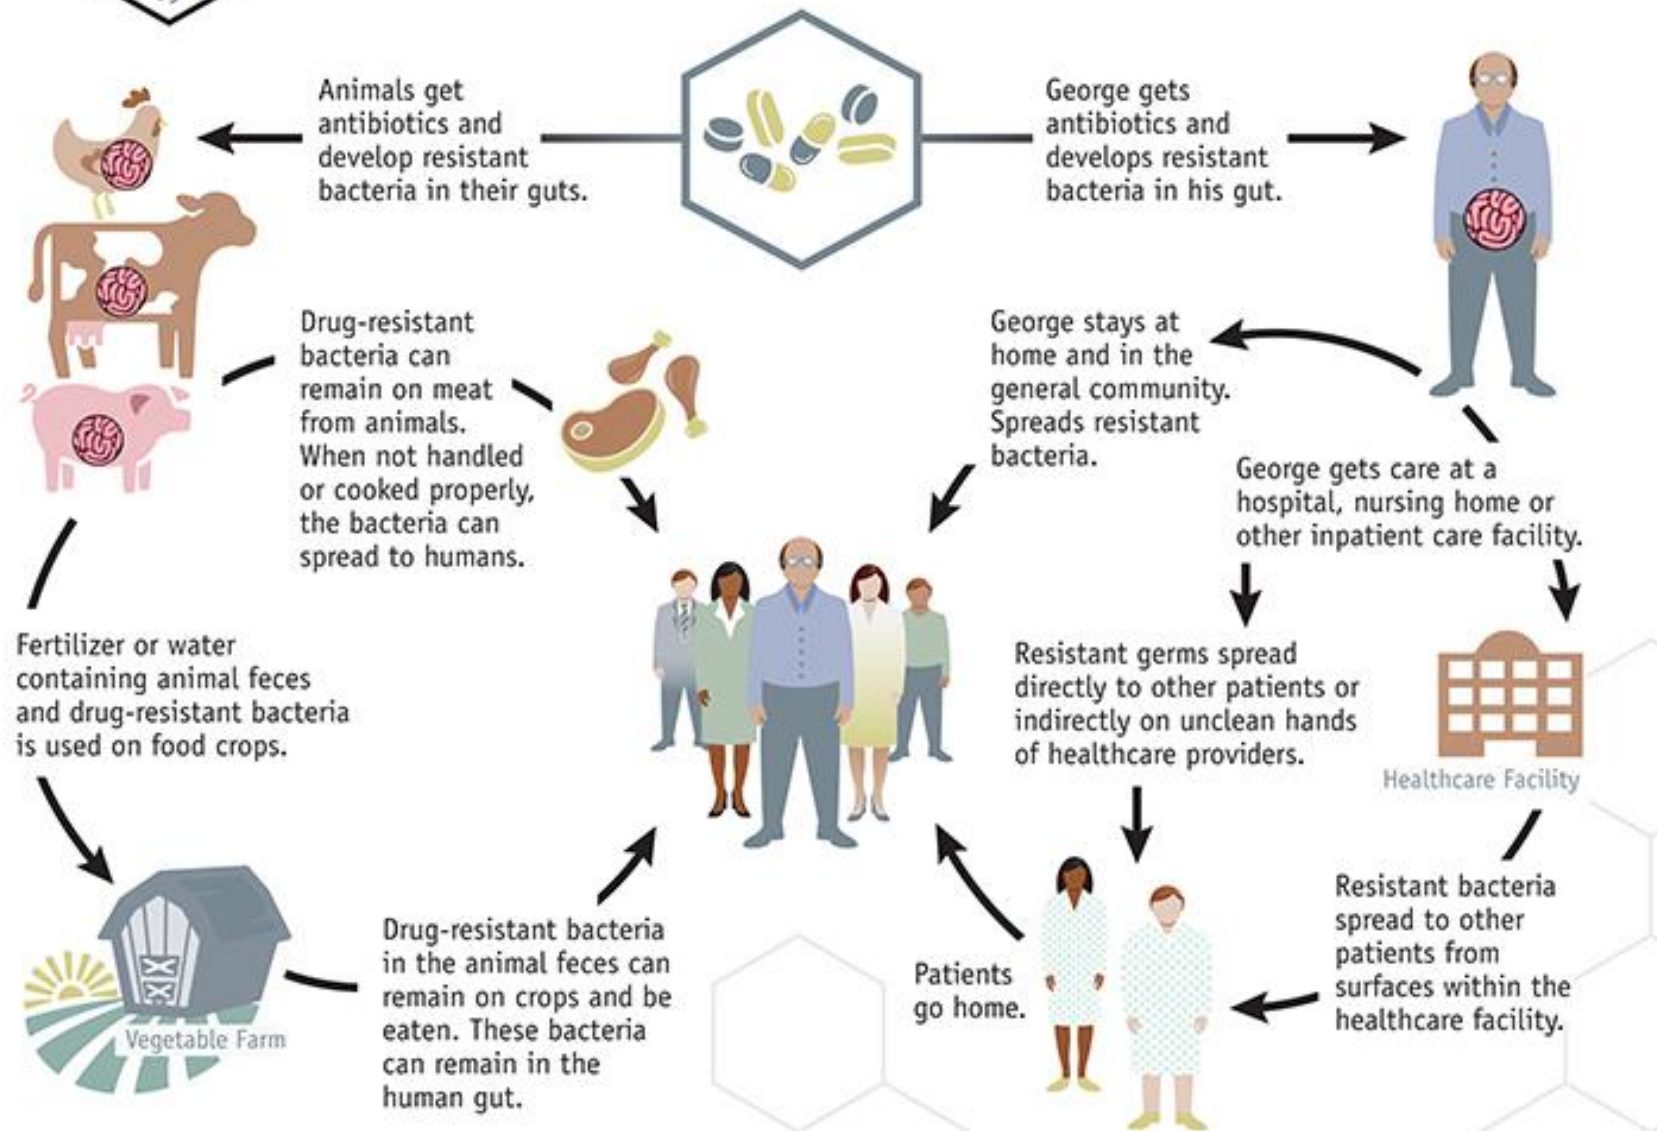 Animals get
antibiotics and
develop resistant
bacteria in their guts.
George gets
antibiotics and
develops resistant
bacteria in his gut.
Drug-resistant
bacteria can
remain on meat
from animals.
When not handled
or cooked properly,
the bacteria can
spread to humans.
George stays at
home and in the
general community.
Spreads resistant
bacteria.
George gets care at a
hospital, nursing home or
other inpatient care facility.
Fertilizer or water
containing animal feces
and drug-resistant bacteria
is used on food crops.
Resistant germs spread
directly to other patients or
indirectly on unclean hands
of healthcare providers.
Healthcare Facility
Vegetable Farm
Drug-resistant bacteria
in the animal feces can
remain on crops and be
eaten. These bacteria
can remain in the
human gut.
Patients
go home.
Resistant bacteria
spread to other
patients from
surfaces within the
healthcare facility.